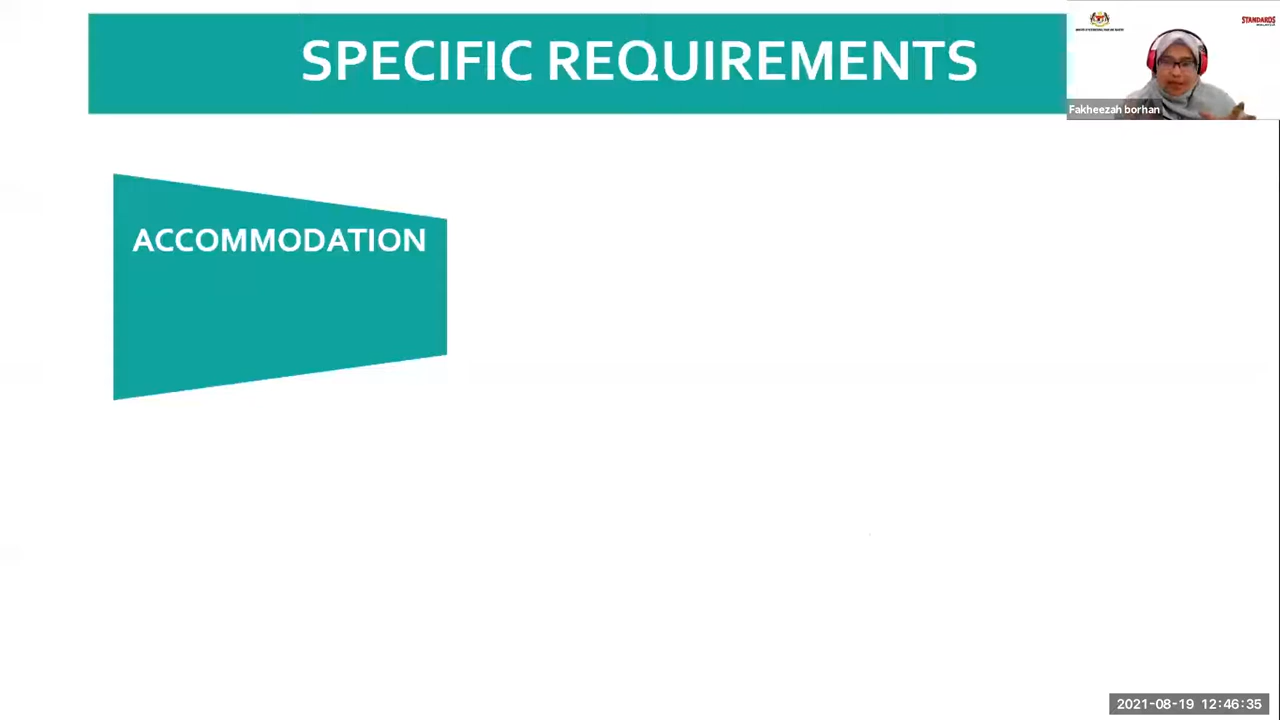 SPECIFIC REQUIREMENTS
STANDARDS
Fakheezah borhan
ACCOMMODATION
2021-08-19 12:46:35